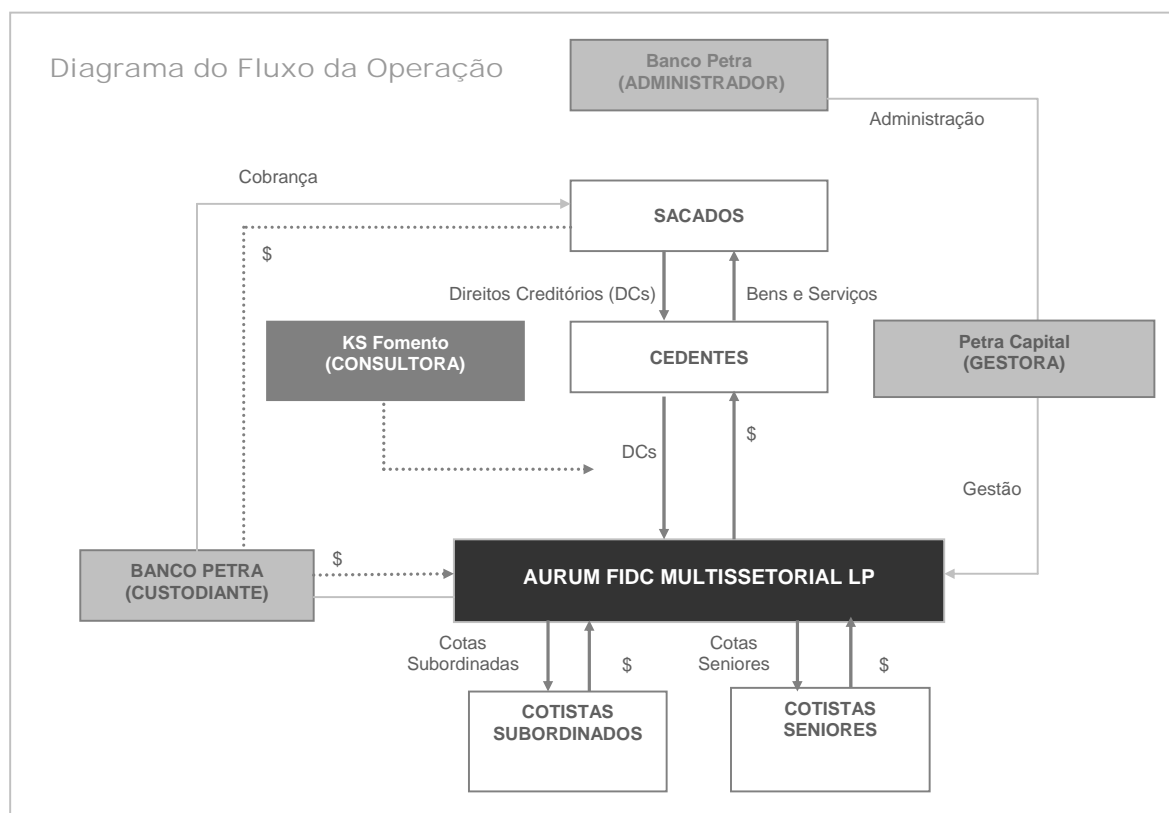 Diagrama do Fluxo da Operação
Banco Petra
(ADMINISTRADOR)
Administração
Cobrança
SACADOS
$
Direitos Creditórios (DCs)
Bens e Serviços
KS Fomento
(CONSULTORA)
CEDENTES
Petra Capital
(GESTORA)
DCs
$
Gestão
BANCO PETRA
(CUSTODIANTE)
$
AURUM FIDC MULTISSETORIAL LP
Cotas
Subordinadas
$
Cotas
Seniores
$
COTISTAS
SUBORDINADOS
COTISTAS
SENIORES